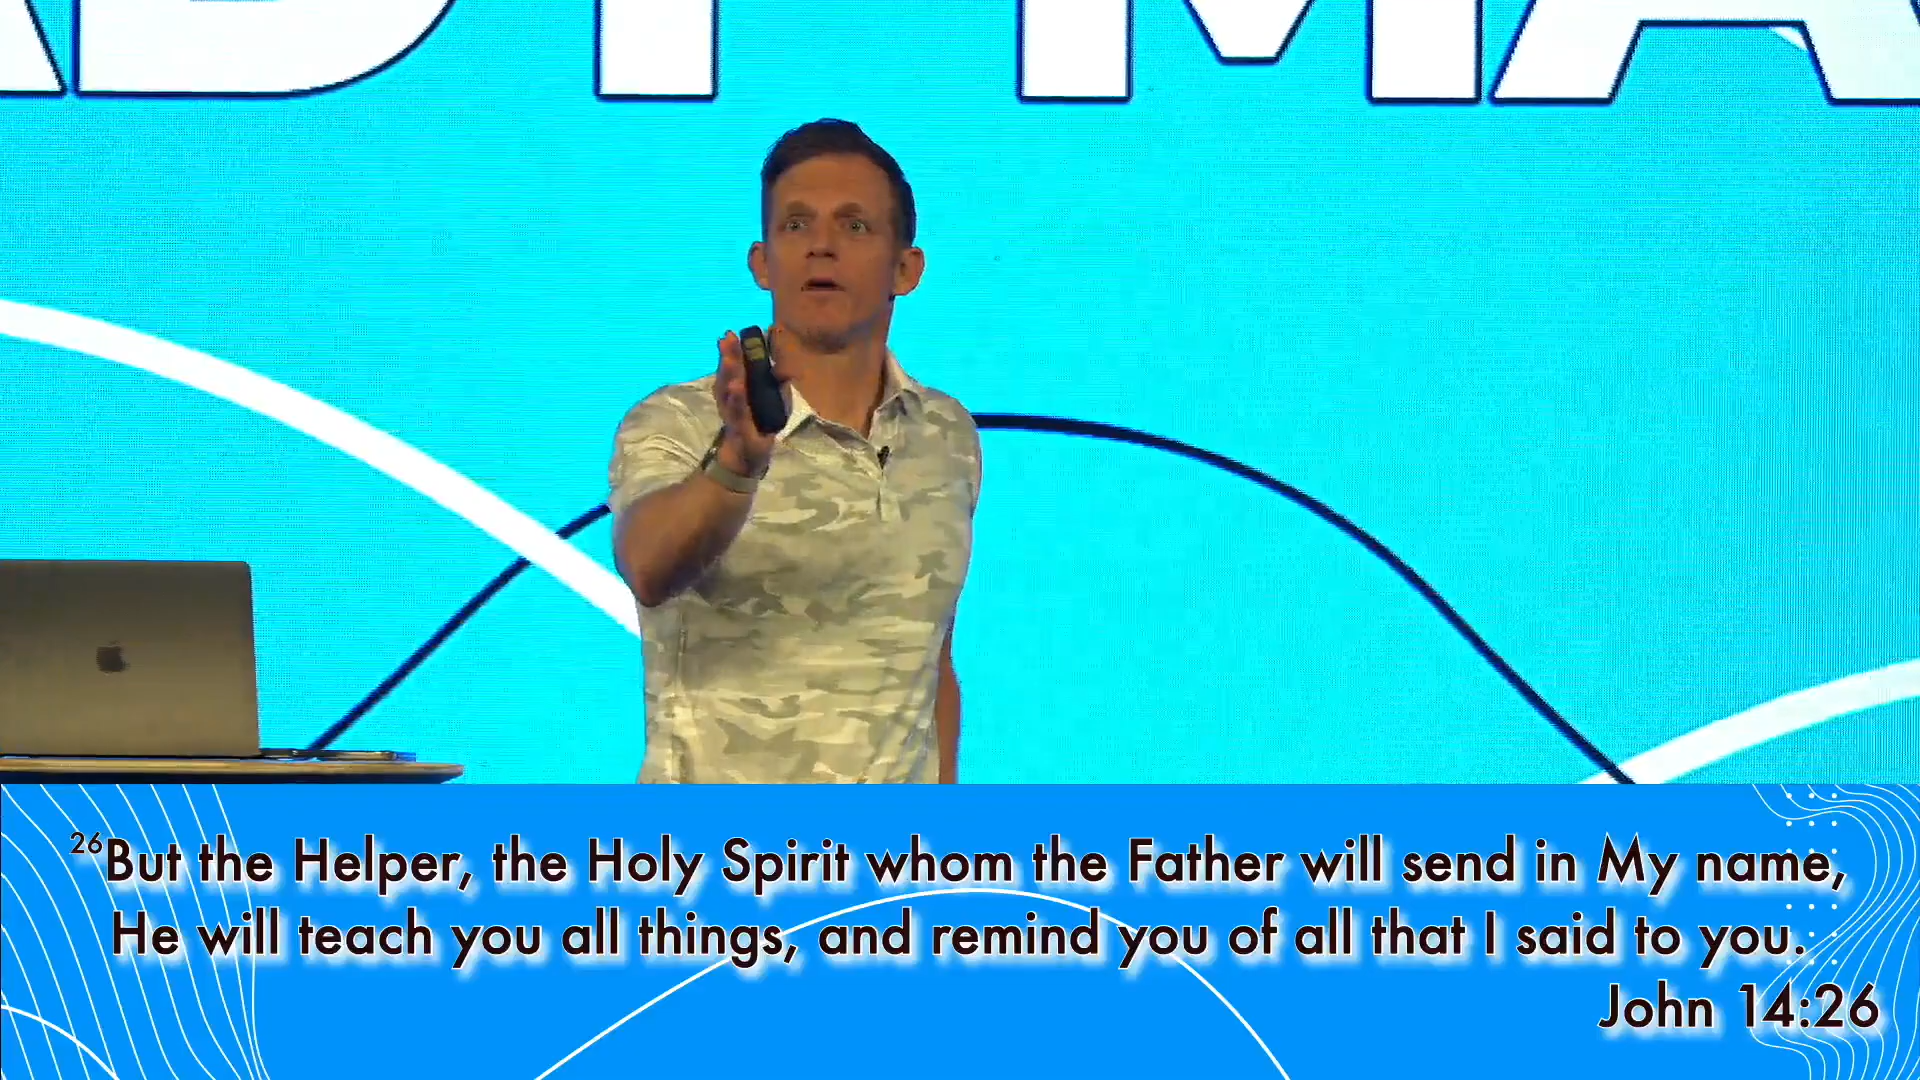 26But the Helper, the Holy Spirit whom the Father will send in My name,
He will teach you all things, and remind you of all that I said to you.
John 14:26